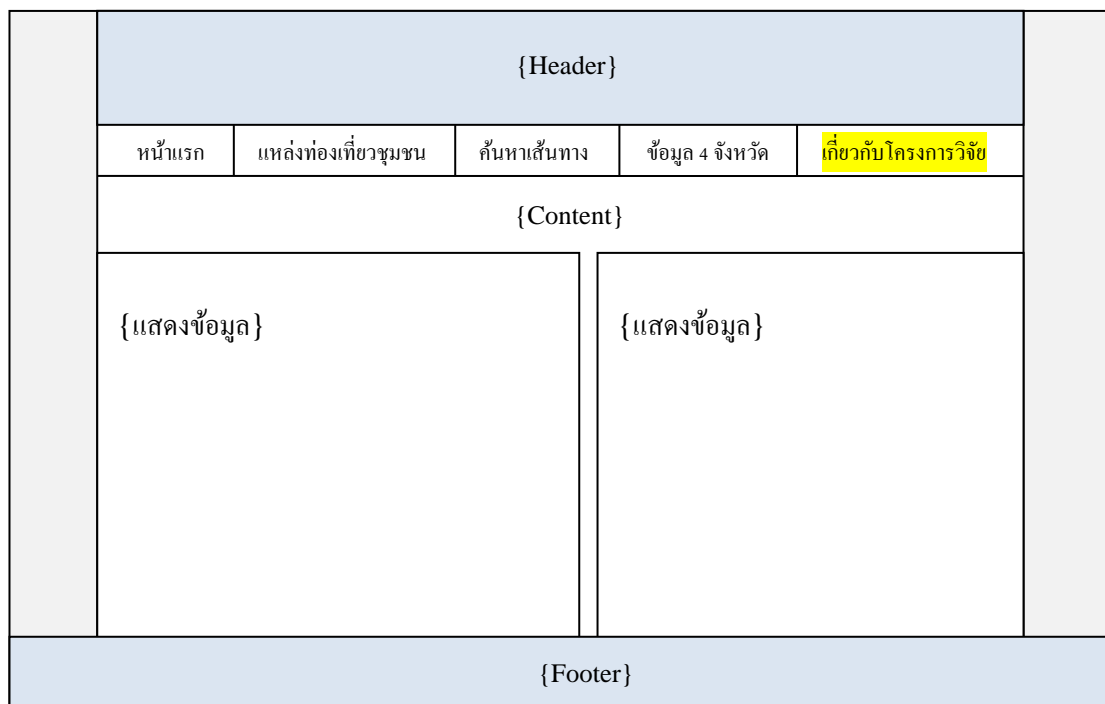 {Header}
หน้าแรก แหล่งท่องเที่ยวชุมชน ค้นหาเส้นทาง ข้อมูล 4 จังหวัด เกี่ยวกับโครงการวิจัย
{Content}
{แสดงข้อมูล} {แสดงข้อมูล}
{Footer}